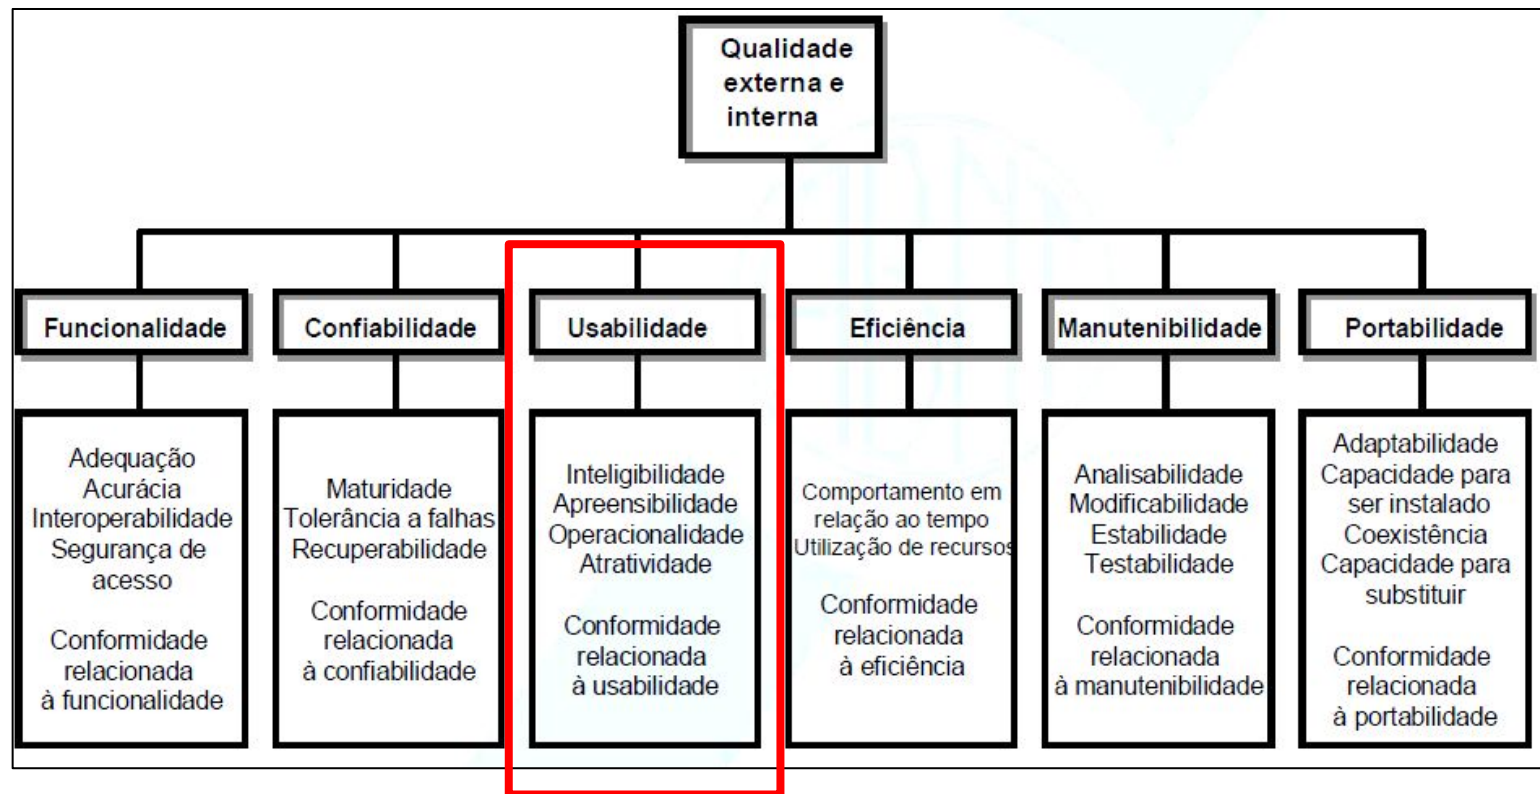 Qualidade
externa e
interna
Funcionalidade
Confiabilidade
Usabilidade
Eficiência
Manutenibilidade
Portabilidade
Adequação
Acurácia
Interoperabilidade
Segurança de
acesso
Conformidade
relacionada
à funcionalidade
Maturidade
Tolerância a falhas
Recuperabilidade
Conformidade
relacionada
à confiabilidade
Inteligibilidade
Apreensibilidade
Operacionalidade
Atratividade
Conformidade
relacionada
à usabilidade
Comportamento em
relação ao tempo
Utilização de recursos
Conformidade
relacionada
à eficiência
Analisabilidade
Modificabilidade
Estabilidade
Testabilidade
Conformidade
relacionada
à manutenibilidade
Adaptabilidade
Capacidade para
ser instalado
Coexistência
Capacidade para
substituir
Conformidade
relacionada
à portabilidade